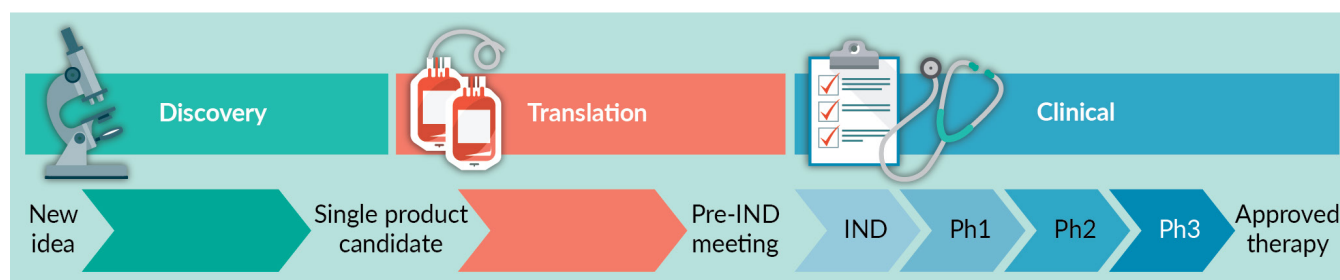 Discovery
Translation
Clinical
New
idea
Single product
candidate
Pre-IND
meeting
IND
Ph1
Ph2
Ph3
Approved
therapy